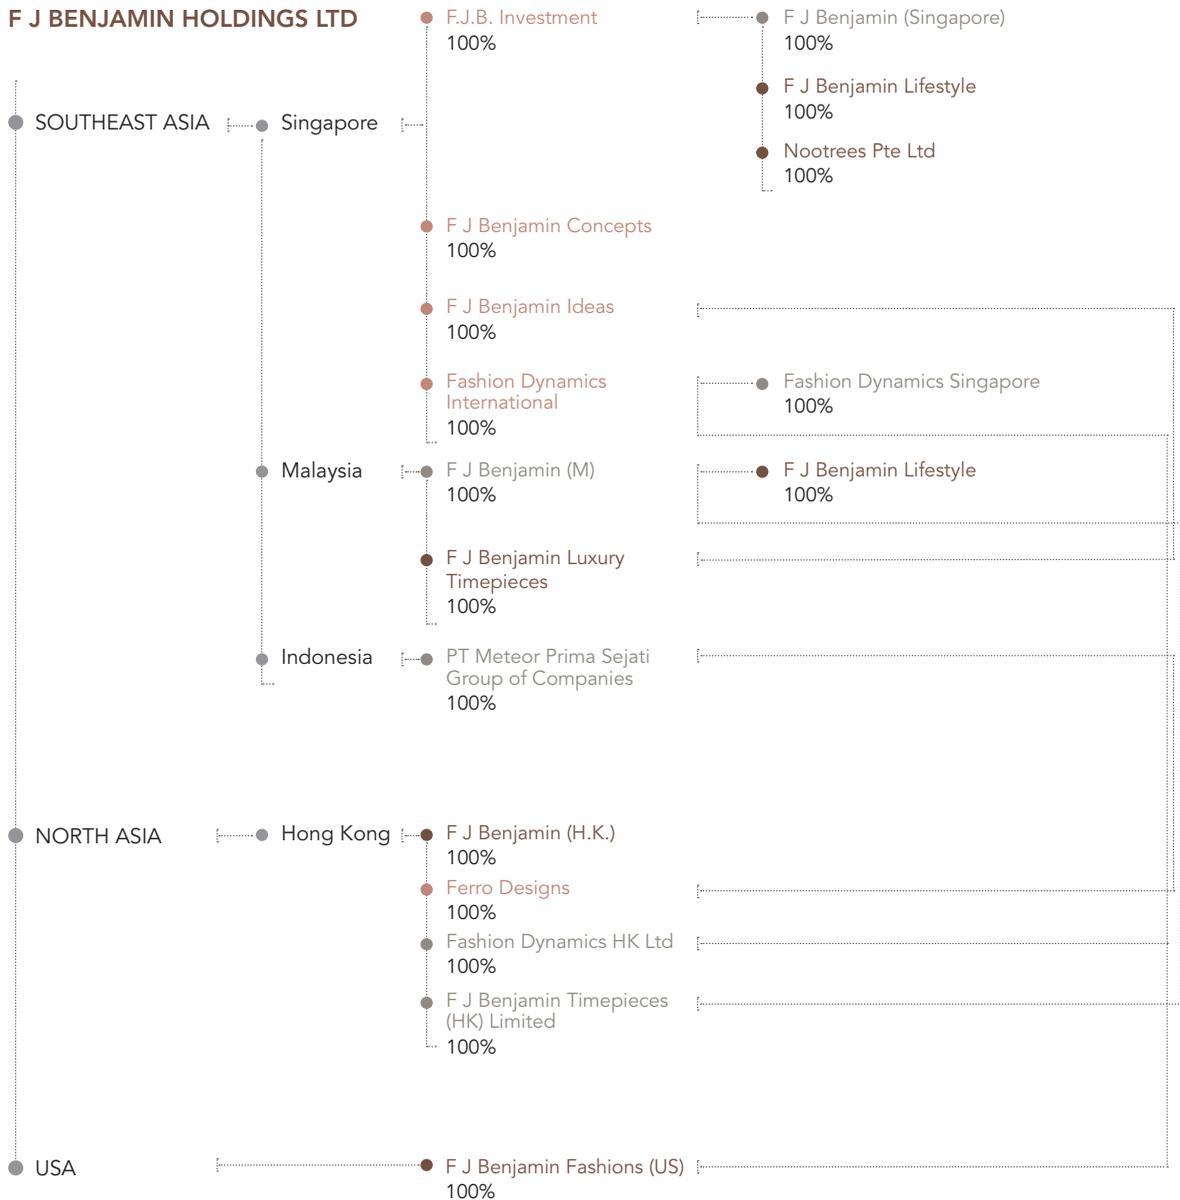 F J BENJAMIN HOLDINGS LTD
SOUTHEAST ASIA
Singapore
F.J.B. Investment
100%
F J Benjamin (Singapore)
100%
F J Benjamin Lifestyle
100%
Nootrees Pte Ltd
100%
F J Benjamin Concepts
100%
F J Benjamin Ideas
100%
Fashion Dynamics
International
100%
Fashion Dynamics Singapore
100%
Malaysia
F J Benjamin (M)
100%
F J Benjamin Lifestyle
100%
F J Benjamin Luxury
Timepieces
100%
Indonesia
PT Meteor Prima Sejati
Group of Companies
100%
NORTH ASIA
Hong Kong
F J Benjamin (H.K.)
100%
Ferro Designs
100%
Fashion Dynamics HK Ltd
100%
F J Benjamin Timepieces
(HK) Limited
100%
USA
F J Benjamin Fashions (US)
100%